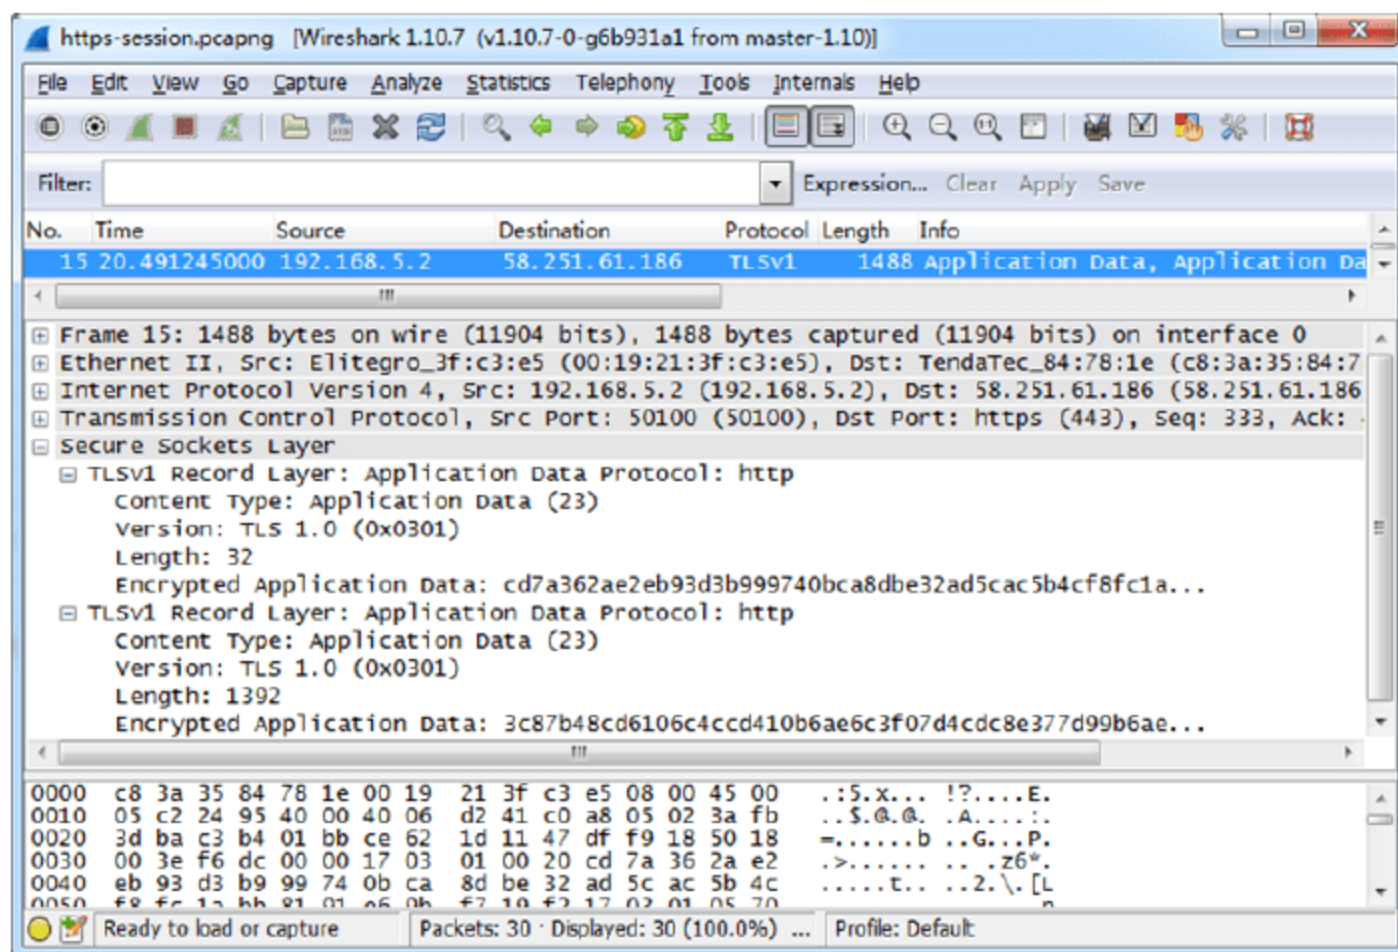 https-session.pcapng [Wireshark 1.10.7 (v1.10.7-0-g6b931a1 from master-1.10)]
File Edit View Go Capture Analyze Statistics Telephony Tools Internals Help
Filter: Expression... Clear Apply Save
No. Time Source Destination Protocol Length Info
15 20.491245000 192.168.5.2 58.251.61.186 TLSv1 1488 Application Data, Application Da
Frame 15: 1488 bytes on wire (11904 bits), 1488 bytes captured (11904 bits) on interface 0
Ethernet II, Src: Elitegro_3f:c3:e5 (00:19:21:3f:c3:e5), Dst: TendaTec_84:78:1e (c8:3a:35:84:7
Internet Protocol Version 4, Src: 192.168.5.2 (192.168.5.2), Dst: 58.251.61.186 (58.251.61.186
Transmission Control Protocol, Src Port: 50100 (50100), Dst Port: https (443), Seq: 333, Ack:
Secure Sockets Layer
TLSv1 Record Layer: Application Data Protocol: http
Content Type: Application Data (23)
Version: TLS 1.0 (0x0301)
Length: 32
Encrypted Application Data: cd7a362ae2eb93d3b999740bca8dbe32ad5cac5b4cf8fc1a...
TLSv1 Record Layer: Application Data Protocol: http
Content Type: Application Data (23)
Version: TLS 1.0 (0x0301)
Length: 1392
Encrypted Application Data: 3c87b48cd6106c4ccd410b6ae6c3f07d4cdc8e377d99b6ae...
0000 c8 3a 35 84 78 1e 00 19 21 3f c3 e5 08 00 45 00 .:5.x... !?....E.
0010 05 c2 24 95 40 00 40 06 d2 41 c0 a8 05 02 3a fb ..$.@.@. .A....:.
0020 3d ba c3 b4 01 bb ce 62 1d 11 47 df f9 18 50 18 =......b ..G...P.
0030 00 3e f6 dc 00 00 17 03 01 00 20 cd 7a 36 2a e2 .>...... .. .z6*.
0040 eb 93 d3 b9 99 74 0b ca 8d be 32 ad 5c ac 5b 4c .....t.. ..2.\.[L
Ready to load or capture Packets: 30 · Displayed: 30 (100.0%) ... Profile: Default